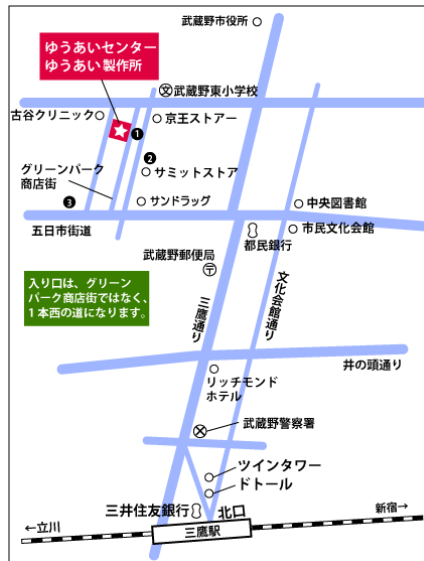 武蔵野市役所
ゆうあいセンター
ゆうあい製作所
武蔵野東小学校
文
古谷クリニック
京王ストアー
1
2
サミットストア
グリーンパーク
商店街
3
サンドラッグ
中央図書館
五日市街道
市民文化会館
都民銀行
武蔵野郵便局
〒
入り口は、グリーン
パーク商店街ではなく、
1本西の道になります。
三鷹通り
文化会館通り
井の頭通り
リッチモンド
ホテル
武蔵野警察署
ツインタワー
ドトール
三井住友銀行
北口
新宿→
←立川
三鷹駅